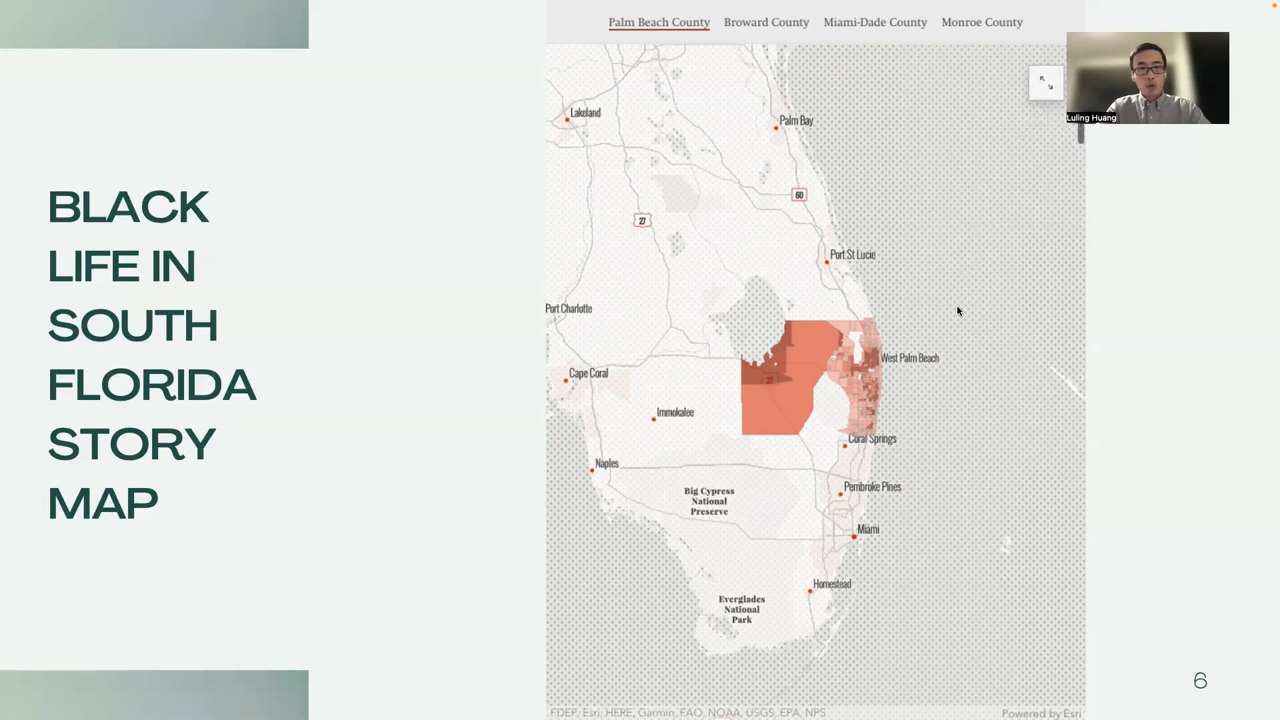 Palm Beach County Broward County Miami-Dade County Monroe County
Luling Huang
BLACK
LIFE IN
SOUTH
FLORIDA
STORY
MAP
Lakeland
Palm Bay
60
27
Port St Lucie
Port Charlotte
West Palm Beach
Cape Coral
27
Immokalee
Coral Springs
Naples
Pembroke Pines
Big Cypress
National
Preserve
Miami
Homestead
Everglades
National
Park
FDEP, Esri, HERE, Garmin, FAO, NOAA, USGS, EPA, NPS
Powered by Esri
6